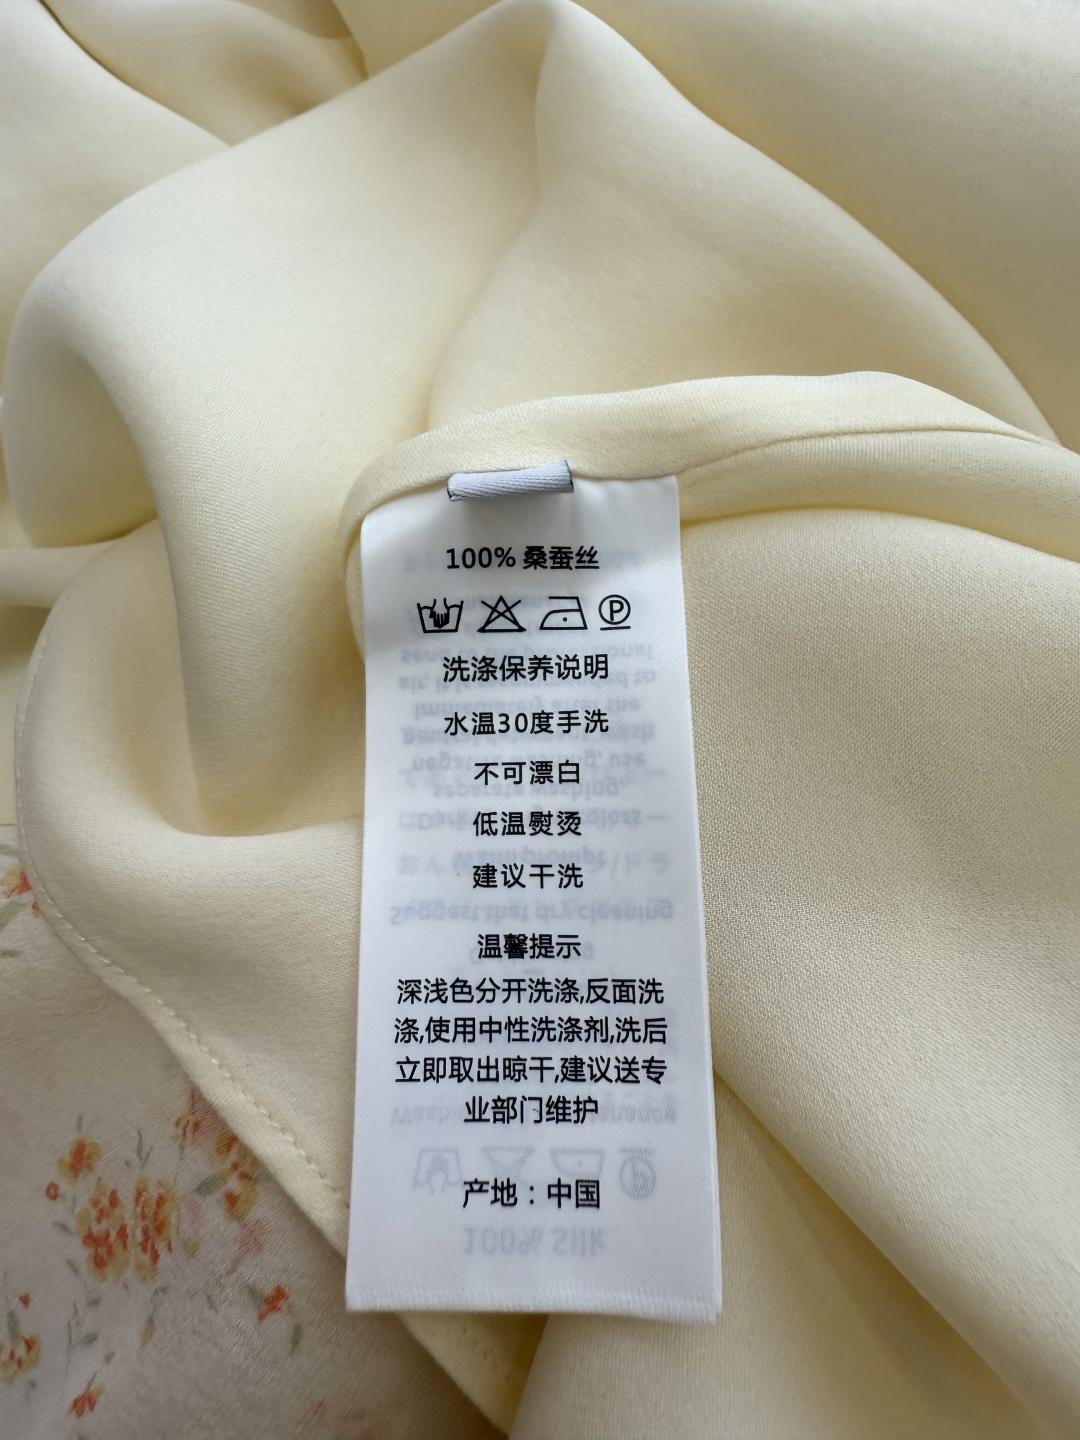 100% 桑蚕丝
P
洗涤保养说明
水温30度手洗
不可漂白
低温熨烫
建议干洗
温馨提示
深浅色分开洗涤,反面洗
涤,使用中性洗涤剂,洗后
立即取出晾干,建议送专
业部门维护
产地：中国